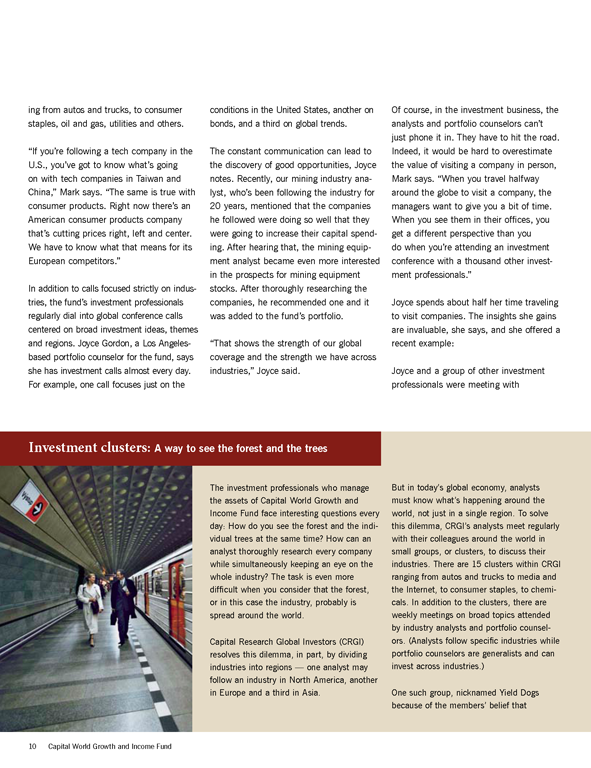 ing from autos and trucks, to consumer
staples, oil and gas, utilities and others.
“If you’re following a tech company in the
U.S., you’ve got to know what’s going
on with tech companies in Taiwan and
China,” Mark says. “The same is true with
consumer products. Right now there’s an
American consumer products company
that’s cutting prices right, left and center.
We have to know what that means for its
European competitors.”
In addition to calls focused strictly on indus-
tries, the fund’s investment professionals
regularly dial into global conference calls
centered on broad investment ideas, themes
and regions. Joyce Gordon, a Los Angeles-
based portfolio counselor for the fund, says
she has investment calls almost every day.
For example, one call focuses just on the
conditions in the United States, another on
bonds, and a third on global trends.
The constant communication can lead to
the discovery of good opportunities, Joyce
notes. Recently, our mining industry ana-
lyst, who’s been following the industry for
20 years, mentioned that the companies
he followed were doing so well that they
were going to increase their capital spend-
ing. After hearing that, the mining equip-
ment analyst became even more interested
in the prospects for mining equipment
stocks. After thoroughly researching the
companies, he recommended one and it
was added to the fund’s portfolio.
“That shows the strength of our global
coverage and the strength we have across
industries,” Joyce said.
Of course, in the investment business, the
analysts and portfolio counselors can’t
just phone it in. They have to hit the road.
Indeed, it would be hard to overestimate
the value of visiting a company in person,
Mark says. “When you travel halfway
around the globe to visit a company, the
managers want to give you a bit of time.
When you see them in their offices, you
get a different perspective than you
do when you’re attending an investment
conference with a thousand other invest-
ment professionals.”
Joyce spends about half her time traveling
to visit companies. The insights she gains
are invaluable, she says, and she offered a
recent example:
Joyce and a group of other investment
professionals were meeting with
Investment clusters: A way to see the forest and the trees
Výstup
The investment professionals who manage
the assets of Capital World Growth and
Income Fund face interesting questions every
day: How do you see the forest and the indi-
vidual trees at the same time? How can an
analyst thoroughly research every company
while simultaneously keeping an eye on the
whole industry? The task is even more
difficult when you consider that the forest,
or in this case the industry, probably is
spread around the world.
Capital Research Global Investors (CRGI)
resolves this dilemma, in part, by dividing
industries into regions — one analyst may
follow an industry in North America, another
in Europe and a third in Asia.
But in today’s global economy, analysts
must know what’s happening around the
world, not just in a single region. To solve
this dilemma, CRGI’s analysts meet regularly
with their colleagues around the world in
small groups, or clusters, to discuss their
industries. There are 15 clusters within CRGI
ranging from autos and trucks to media and
the Internet, to consumer staples, to chemi-
cals. In addition to the clusters, there are
weekly meetings on broad topics attended
by industry analysts and portfolio counsel-
ors. (Analysts follow specific industries while
portfolio counselors are generalists and can
invest across industries.)
One such group, nicknamed Yield Dogs
because of the members’ belief that
10 Capital World Growth and Income Fund